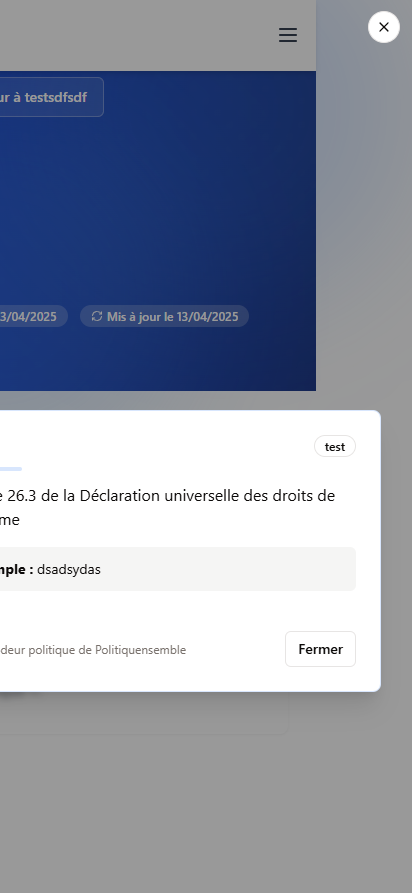 ur à testsdfsdf
3/04/2025
Mis à jour le 13/04/2025
test
e 26.3 de la Déclaration universelle des droits de
me
mple : dsadsydas
deur politique de Politiquensemble
Fermer